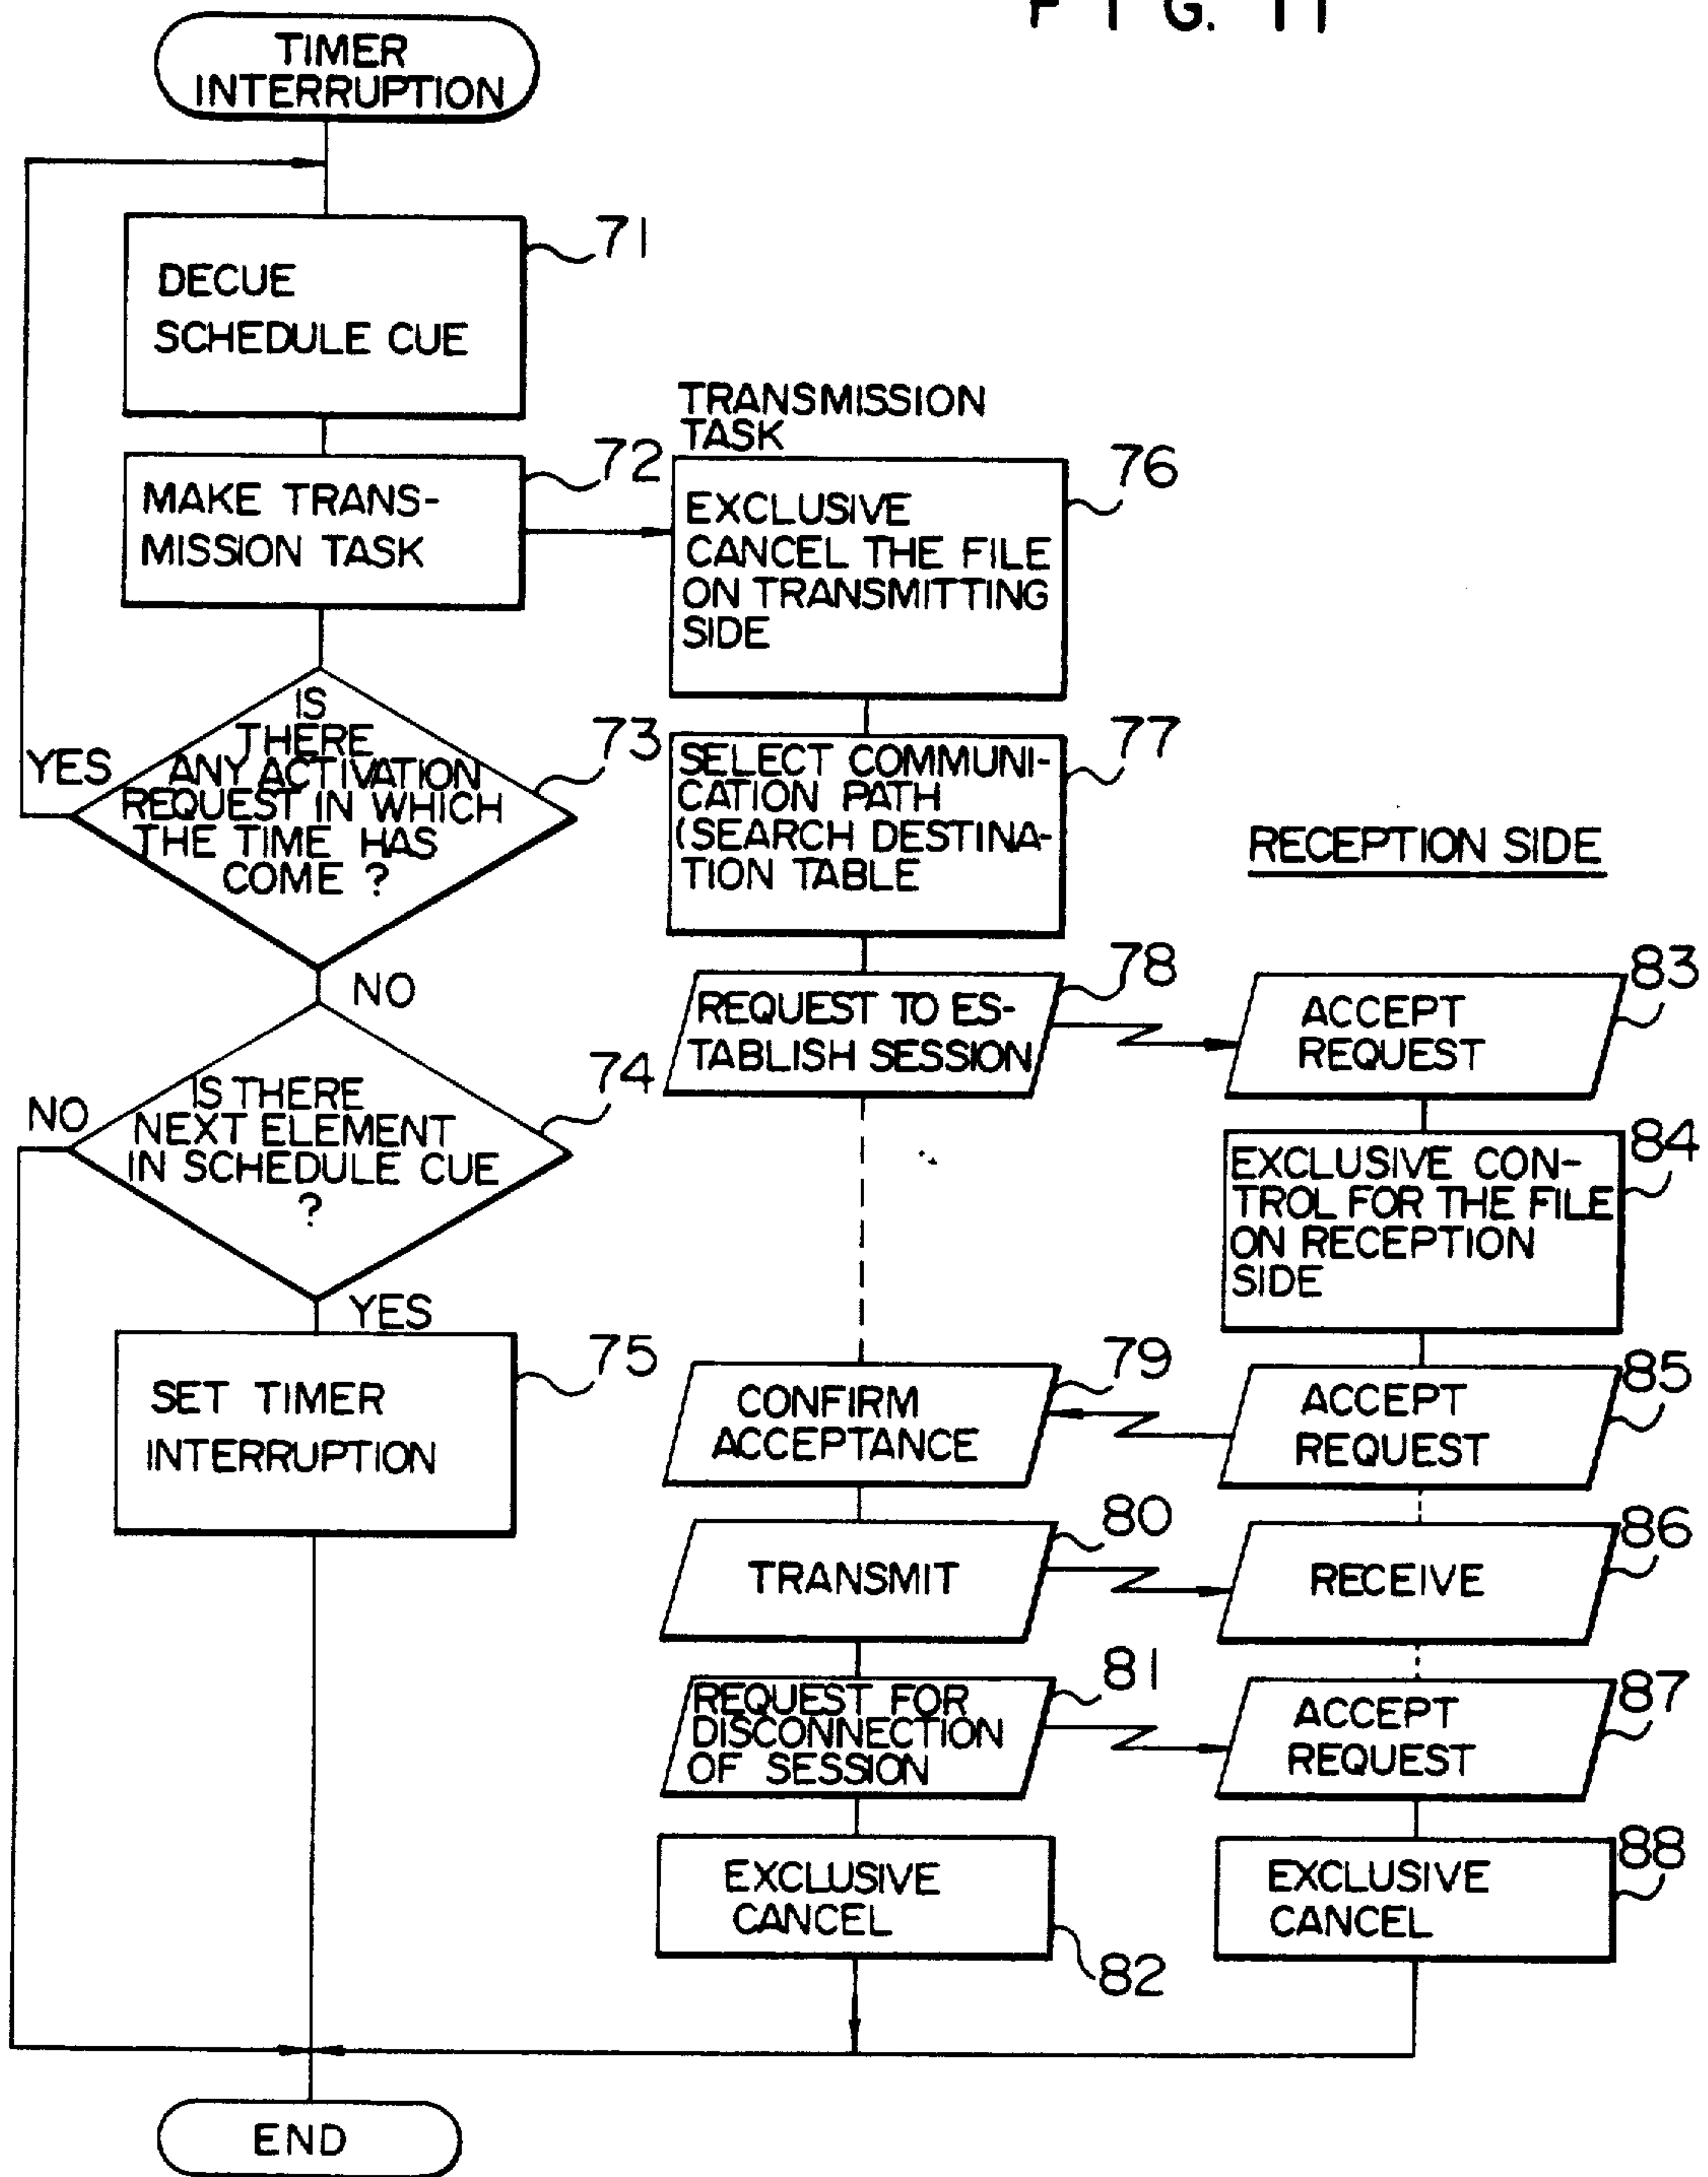 F I G. 11
TIMER
INTERRUPTION
71
DECUE
SCHEDULE CUE
72
MAKE TRANS-
MISSION TASK
73
IS
THERE
ANY ACTIVATION
REQUEST IN WHICH
THE TIME HAS
COME ?
YES
NO
74
IS THERE
NEXT ELEMENT
IN SCHEDULE CUE
?
NO
YES
75
SET TIMER
INTERRUPTION
END
TRANSMISSION
TASK
76
EXCLUSIVE
CANCEL THE FILE
ON TRANSMITTING
SIDE
77
SELECT COMMUNI-
CATION PATH
(SEARCH DESTINA-
TION TABLE
78
REQUEST TO ES-
TABLISH SESSION
79
CONFIRM
ACCEPTANCE
80
TRANSMIT
81
REQUEST FOR
DISCONNECTION
OF SESSION
EXCLUSIVE
CANCEL
82
RECEPTION SIDE
83
ACCEPT
REQUEST
84
EXCLUSIVE CON-
TROL FOR THE FILE
ON RECEPTION
SIDE
85
ACCEPT
REQUEST
86
RECEIVE
87
ACCEPT
REQUEST
88
EXCLUSIVE
CANCEL